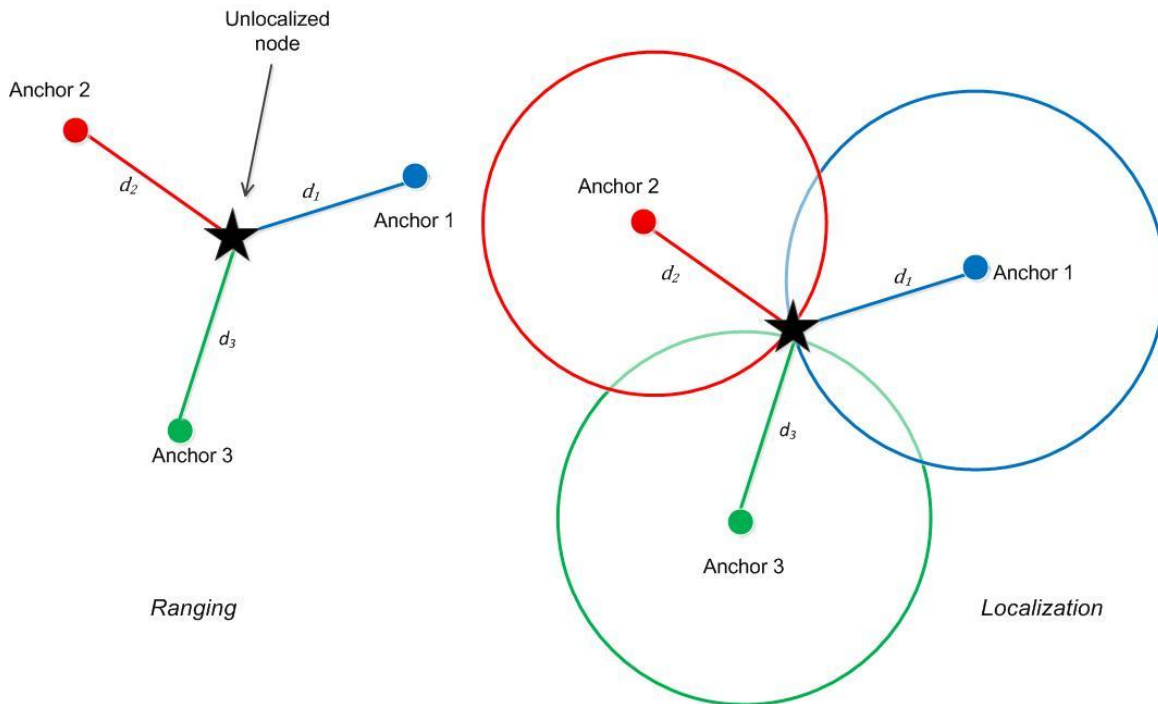 Unlocalized
node
Anchor 2
d₂
d₁
Anchor 1
d₃
Anchor 3
Ranging
Anchor 2
d₂
d₁
Anchor 1
d₃
Anchor 3
Localization